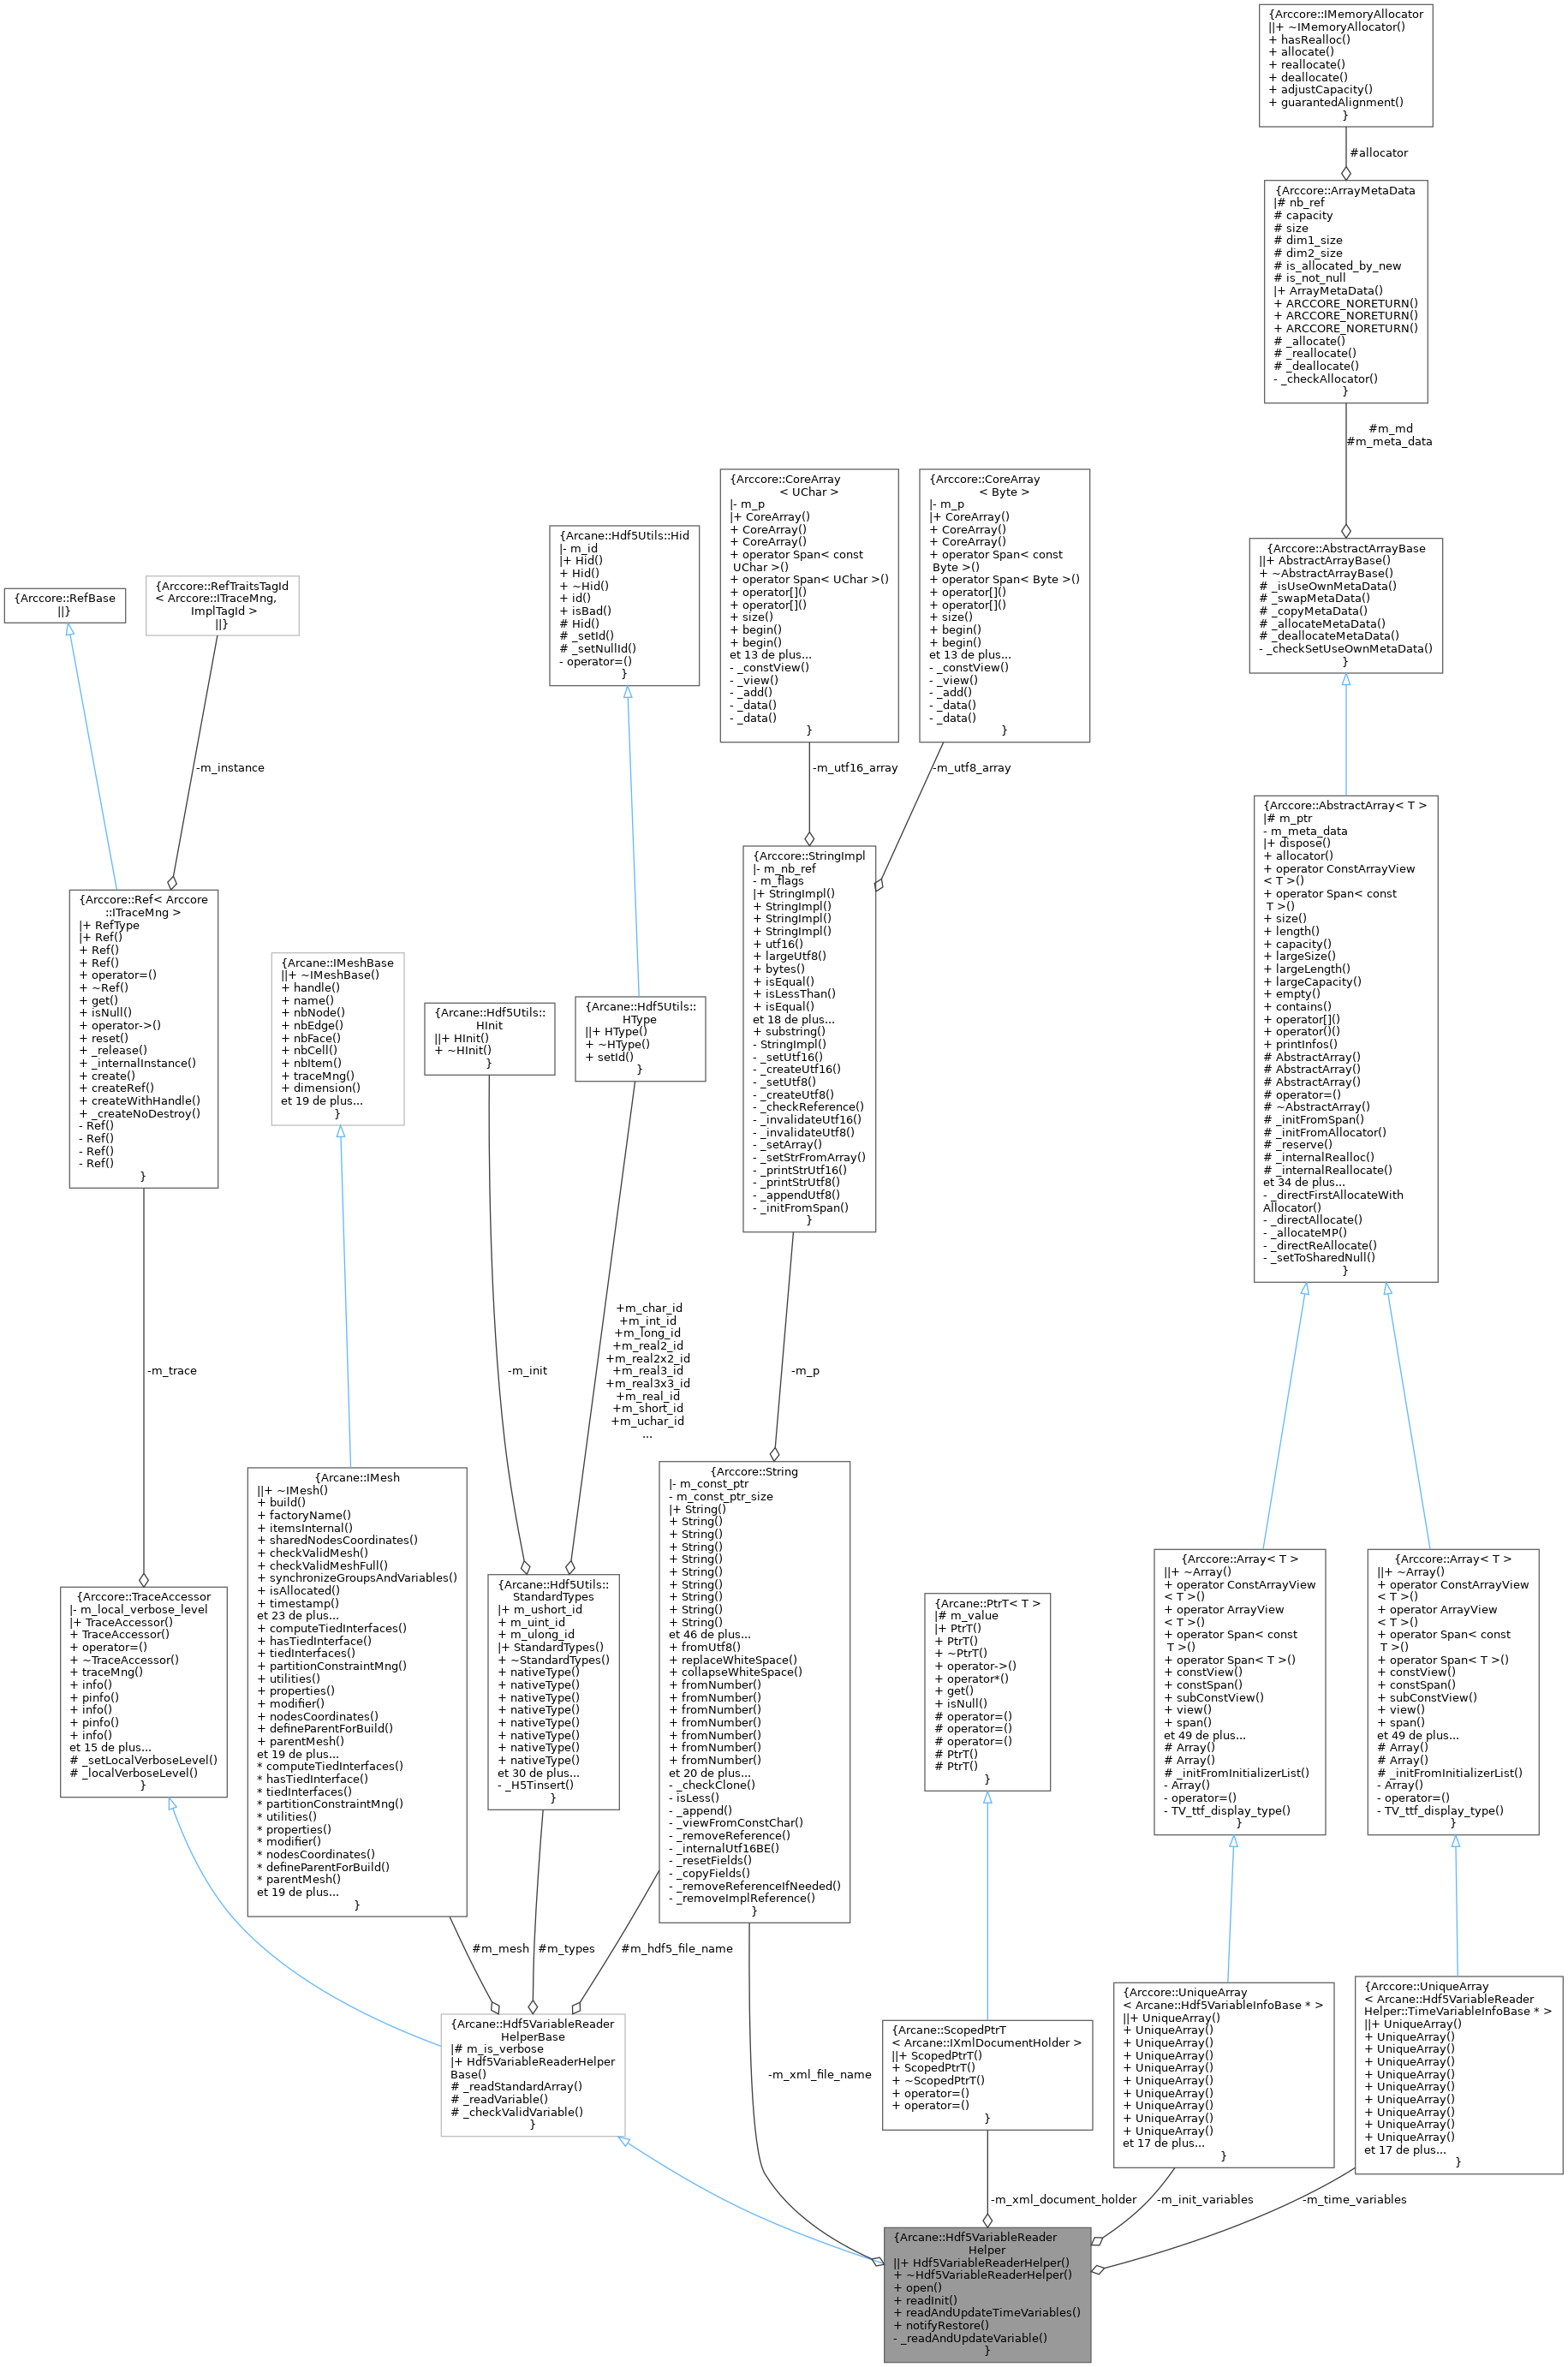 {Arccore::IMemoryAllocator
||+ ~IMemoryAllocator()
+ hasRealloc()
+ allocate()
+ reallocate()
+ deallocate()
+ adjustCapacity()
+ guarantedAlignment()
}
#allocator
{Arccore::ArrayMetaData
|# nb_ref
# capacity
# size
# dim1_size
# dim2_size
# is_allocated_by_new
# is_not_null
|+ ArrayMetaData()
+ ARCCORE_NORETURN()
+ ARCCORE_NORETURN()
+ ARCCORE_NORETURN()
# _allocate()
# _reallocate()
# _deallocate()
- _checkAllocator()
}
#m_md
#m_meta_data
{Arccore::AbstractArrayBase
||+ AbstractArrayBase()
+ ~AbstractArrayBase()
# _isUseOwnMetaData()
# _swapMetaData()
# _copyMetaData()
# _allocateMetaData()
# _deallocateMetaData()
- _checkSetUseOwnMetaData()
}
{Arccore::CoreArray
< UChar >
|- m_p
|+ CoreArray()
+ CoreArray()
+ CoreArray()
+ operator Span< const
UChar >()
+ operator Span< UChar >()
+ operator[]()
+ operator[]()
+ size()
+ begin()
+ begin()
et 13 de plus...
- _constView()
- _view()
- _add()
- _data()
- _data()
}
{Arccore::CoreArray
< Byte >
|- m_p
|+ CoreArray()
+ CoreArray()
+ CoreArray()
+ operator Span< const
Byte >()
+ operator Span< Byte >()
+ operator[]()
+ operator[]()
+ size()
+ begin()
+ begin()
et 13 de plus...
- _constView()
- _view()
- _add()
- _data()
- _data()
}
{Arcane::Hdf5Utils::Hid
|- m_id
|+ Hid()
+ Hid()
+ ~Hid()
+ id()
+ isBad()
# Hid()
# _setId()
# _setNullId()
- operator=()
}
{Arccore::RefBase
||}
{Arccore::RefTraitsTagId
< Arccore::ITraceMng,
ImplTagId >
||}
-m_instance
-m_utf16_array
-m_utf8_array
{Arccore::AbstractArray< T >
|# m_ptr
- m_meta_data
|+ dispose()
+ allocator()
+ operator ConstArrayView
< T >()
+ operator Span< const
T >()
+ size()
+ length()
+ capacity()
+ largeSize()
+ largeLength()
+ largeCapacity()
+ empty()
+ contains()
+ operator[]()
+ operator()()
+ printInfos()
# AbstractArray()
# AbstractArray()
# AbstractArray()
# operator=()
# ~AbstractArray()
# _initFromSpan()
# _initFromAllocator()
# _reserve()
# _internalRealloc()
# _internalReallocate()
et 34 de plus...
- _directFirstAllocateWith
Allocator()
- _directAllocate()
- _allocateMP()
- _directReAllocate()
- _setToSharedNull()
}
{Arccore::StringImpl
|- m_nb_ref
- m_flags
|+ StringImpl()
+ StringImpl()
+ StringImpl()
+ StringImpl()
+ utf16()
+ largeUtf8()
+ bytes()
+ isEqual()
+ isLessThan()
+ isEqual()
et 18 de plus...
+ substring()
- StringImpl()
- _setUtf16()
- _createUtf16()
- _setUtf8()
- _createUtf8()
- _checkReference()
- _invalidateUtf16()
- _invalidateUtf8()
- _setArray()
- _setStrFromArray()
- _printStrUtf16()
- _printStrUtf8()
- _appendUtf8()
- _initFromSpan()
}
{Arccore::Ref< Arccore
::ITraceMng >
|+ RefType
|+ Ref()
+ Ref()
+ Ref()
+ operator=()
+ ~Ref()
+ get()
+ isNull()
+ operator->()
+ reset()
+ _release()
+ _internalInstance()
+ create()
+ createRef()
+ createWithHandle()
+ _createNoDestroy()
- Ref()
- Ref()
- Ref()
- Ref()
}
{Arcane::IMeshBase
||+ ~IMeshBase()
+ handle()
+ name()
+ nbNode()
+ nbEdge()
+ nbFace()
+ nbCell()
+ nbItem()
+ traceMng()
+ dimension()
et 19 de plus...
}
{Arcane::Hdf5Utils::
HInit
||+ HInit()
+ ~HInit()
}
{Arcane::Hdf5Utils::
HType
||+ HType()
+ ~HType()
+ setId()
}
-m_trace
-m_init
+m_char_id
+m_int_id
+m_long_id
+m_real2_id
+m_real2x2_id
+m_real3_id
+m_real3x3_id
+m_real_id
+m_short_id
+m_uchar_id
...
-m_p
{Arccore::TraceAccessor
|- m_local_verbose_level
|+ TraceAccessor()
+ TraceAccessor()
+ operator=()
+ ~TraceAccessor()
+ traceMng()
+ info()
+ pinfo()
+ info()
+ pinfo()
+ info()
et 15 de plus...
# _setLocalVerboseLevel()
# _localVerboseLevel()
}
{Arcane::IMesh
||+ ~IMesh()
+ build()
+ factoryName()
+ itemsInternal()
+ sharedNodesCoordinates()
+ checkValidMesh()
+ checkValidMeshFull()
+ synchronizeGroupsAndVariables()
+ isAllocated()
+ timestamp()
et 23 de plus...
+ computeTiedInterfaces()
+ hasTiedInterface()
+ tiedInterfaces()
+ partitionConstraintMng()
+ utilities()
+ properties()
+ modifier()
+ nodesCoordinates()
+ defineParentForBuild()
+ parentMesh()
et 19 de plus...
* computeTiedInterfaces()
* hasTiedInterface()
* tiedInterfaces()
* partitionConstraintMng()
* utilities()
* properties()
* modifier()
* nodesCoordinates()
* defineParentForBuild()
* parentMesh()
et 19 de plus...
}
{Arcane::Hdf5Utils::
StandardTypes
|+ m_ushort_id
+ m_uint_id
+ m_ulong_id
|+ StandardTypes()
+ ~StandardTypes()
+ nativeType()
+ nativeType()
+ nativeType()
+ nativeType()
+ nativeType()
+ nativeType()
+ nativeType()
+ nativeType()
et 30 de plus...
- _H5Tinsert()
}
{Arccore::String
|- m_const_ptr
- m_const_ptr_size
|+ String()
+ String()
+ String()
+ String()
+ String()
+ String()
+ String()
+ String()
+ String()
+ String()
et 46 de plus...
+ fromUtf8()
+ replaceWhiteSpace()
+ collapseWhiteSpace()
+ fromNumber()
+ fromNumber()
+ fromNumber()
+ fromNumber()
+ fromNumber()
+ fromNumber()
+ fromNumber()
et 20 de plus...
- _checkClone()
- isLess()
- _append()
- _viewFromConstChar()
- _removeReference()
- _internalUtf16BE()
- _resetFields()
- _copyFields()
- _removeReferenceIfNeeded()
- _removeImplReference()
}
{Arcane::PtrT< T >
|# m_value
|+ PtrT()
+ PtrT()
+ ~PtrT()
+ operator->()
+ operator*()
+ get()
+ isNull()
# operator=()
# operator=()
# operator=()
# PtrT()
# PtrT()
}
{Arccore::Array< T >
||+ ~Array()
+ operator ConstArrayView
< T >()
+ operator ArrayView
< T >()
+ operator Span< const
T >()
+ operator Span< T >()
+ constView()
+ constSpan()
+ subConstView()
+ view()
+ span()
et 49 de plus...
# Array()
# Array()
# _initFromInitializerList()
- Array()
- operator=()
- TV_ttf_display_type()
}
{Arccore::Array< T >
||+ ~Array()
+ operator ConstArrayView
< T >()
+ operator ArrayView
< T >()
+ operator Span< const
T >()
+ operator Span< T >()
+ constView()
+ constSpan()
+ subConstView()
+ view()
+ span()
et 49 de plus...
# Array()
# Array()
# _initFromInitializerList()
- Array()
- operator=()
- TV_ttf_display_type()
}
#m_mesh
#m_types
#m_hdf5_file_name
{Arcane::Hdf5VariableReader
HelperBase
|# m_is_verbose
|+ Hdf5VariableReaderHelper
Base()
# _readStandardArray()
# _readVariable()
# _checkValidVariable()
}
-m_xml_file_name
{Arcane::ScopedPtrT
< Arcane::IXmlDocumentHolder >
||+ ScopedPtrT()
+ ScopedPtrT()
+ ~ScopedPtrT()
+ operator=()
+ operator=()
}
{Arccore::UniqueArray
< Arcane::Hdf5VariableInfoBase * >
||+ UniqueArray()
+ UniqueArray()
+ UniqueArray()
+ UniqueArray()
+ UniqueArray()
+ UniqueArray()
+ UniqueArray()
+ UniqueArray()
+ UniqueArray()
+ UniqueArray()
et 17 de plus...
}
{Arccore::UniqueArray
< Arcane::Hdf5VariableReader
Helper::TimeVariableInfoBase * >
||+ UniqueArray()
+ UniqueArray()
+ UniqueArray()
+ UniqueArray()
+ UniqueArray()
+ UniqueArray()
+ UniqueArray()
+ UniqueArray()
+ UniqueArray()
+ UniqueArray()
et 17 de plus...
}
-m_xml_document_holder
-m_init_variables
-m_time_variables
{Arcane::Hdf5VariableReader
Helper
||+ Hdf5VariableReaderHelper()
+ ~Hdf5VariableReaderHelper()
+ open()
+ readInit()
+ readAndUpdateTimeVariables()
+ notifyRestore()
- _readAndUpdateVariable()
}